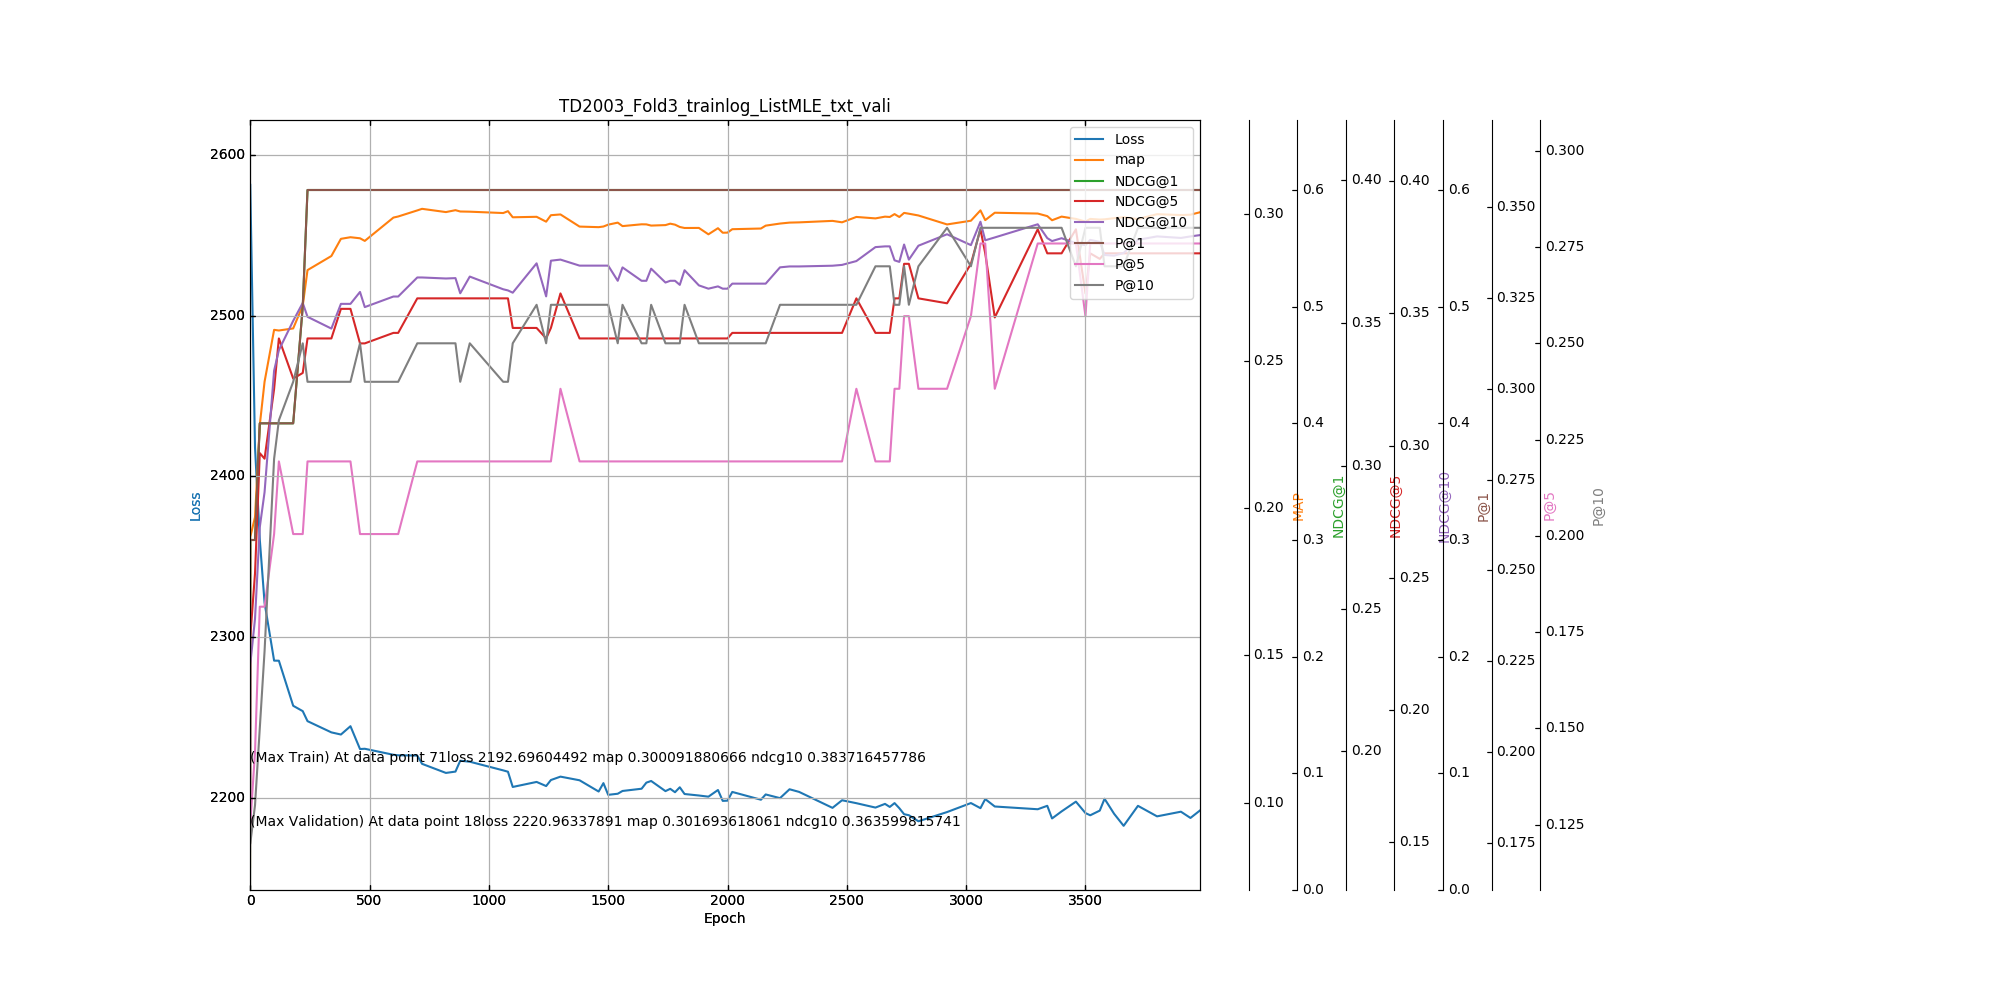 TD2003_Fold3_trainlog_ListMLE_txt_vali
Loss
map
NDCG@1
NDCG@5
NDCG@10
P@1
P@5
P@10
2600
2500
2400
2300
2200
Loss
(Max Train) At data point 71loss 2192.69604492 map 0.300091880666 ndcg10 0.383716457786
(Max Validation) At data point 18loss 2220.96337891 map 0.301693618061 ndcg10 0.363599815741
0 500 1000 1500 2000 2500 3000 3500
Epoch
0.30
0.25
0.20
0.15
0.10
MAP
0.6
0.5
0.4
0.3
0.2
0.1
0.0
NDCG@1
0.40
0.35
0.30
0.25
0.20
NDCG@5
0.40
0.35
0.30
0.25
0.20
0.15
NDCG@10
0.6
0.5
0.4
0.3
0.2
0.1
0.0
P@1
0.350
0.325
0.300
0.275
0.250
0.225
0.200
0.175
P@5
0.300
0.275
0.250
0.225
0.200
0.175
0.150
0.125
P@10